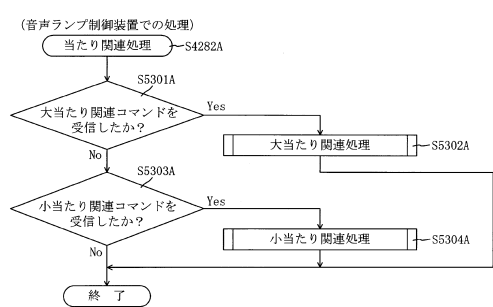 (音声ランプ制御装置での処理)
当たり関連処理
S4282A
S5301A
大当たり関連コマンドを
受信したか?
Yes
大当たり関連処理
S5302A
No
S5303A
小当たり関連コマンドを
受信したか?
Yes
小当たり関連処理
S5304A
No
終 了